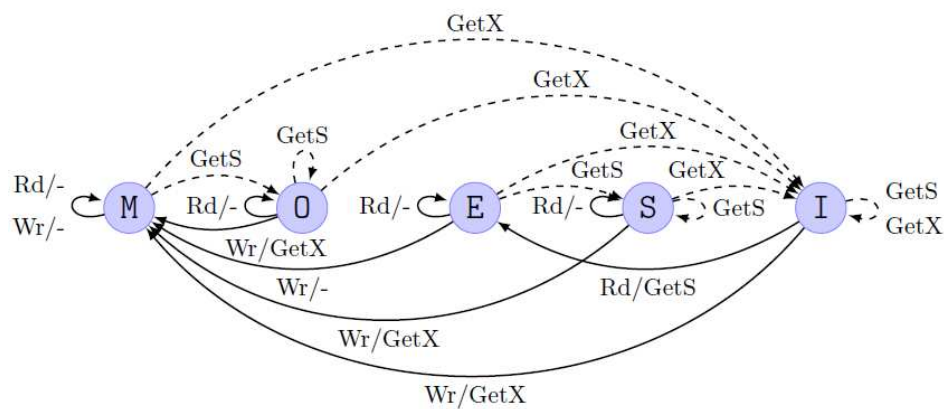 GetX
GetX
GetS
GetX
GetS
GetS
GetX
Rd/-
Wr/-
M
Rd/-
O
Rd/-
E
Rd/-
S
GetS
I
GetS
GetX
Wr/GetX
Wr/-
Rd/GetS
Wr/GetX
Wr/GetX